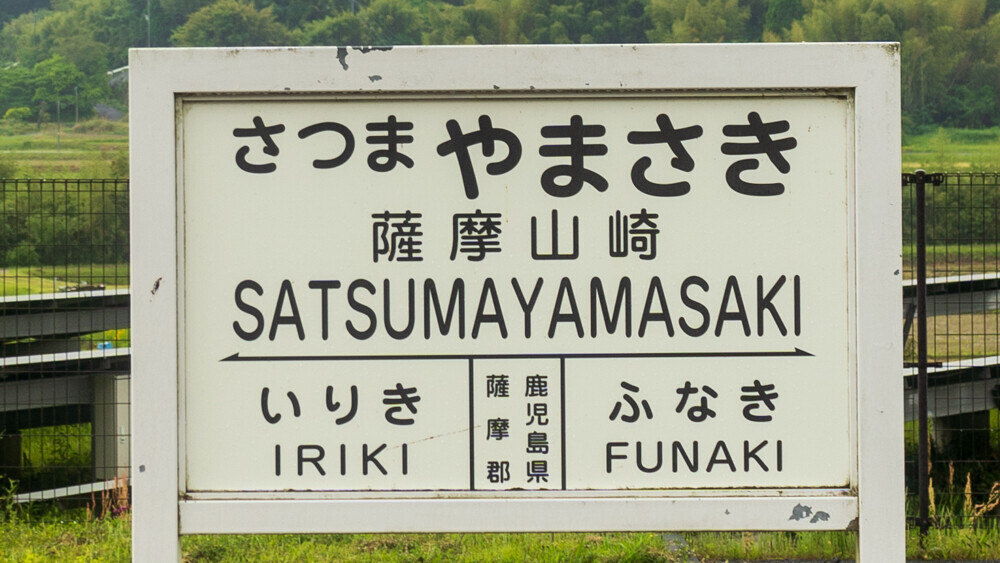 さつまやまさき
薩摩山崎
SATSUMAYAMASAKI
いりき
IRIKI
鹿児島県
薩摩郡
ふなき
FUNAKI